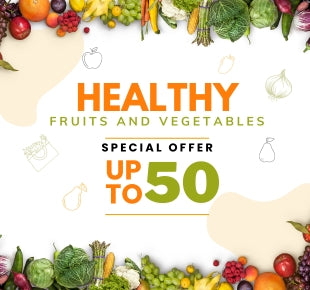 HEALTHY
FRUITS AND VEGETABLES
SPECIAL OFFER
UP
TO 50